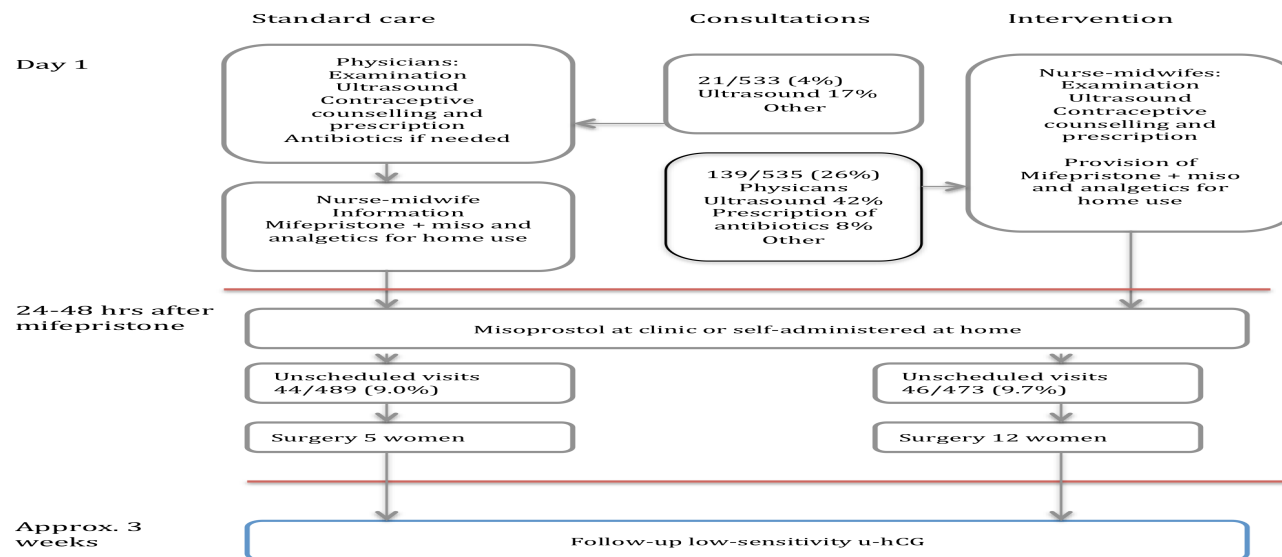 Standard care
Consultations
Intervention
Day 1
Physicians:
Examination
Ultrasound
Contraceptive
counselling and
prescription
Antibiotics if needed
21/533 (4%)
Ultrasound 17%
Other
Nurse-midwifes:
Examination
Ultrasound
Contraceptive
counselling and
prescription
Provision of
Mifepristone + miso
and analgetics for
home use
139/535 (26%)
Physicans
Ultrasound 42%
Prescription of
antibiotics 8%
Other
Nurse-midwife
Information
Mifepristone + miso and
analgetics for home use
24-48 hrs after
mifepristone
Misoprostol at clinic or self-administered at home
Unscheduled visits
44/489 (9.0%)
Unscheduled visits
46/473 (9.7%)
Surgery 5 women
Surgery 12 women
Approx. 3
weeks
Follow-up low-sensitivity u-hCG